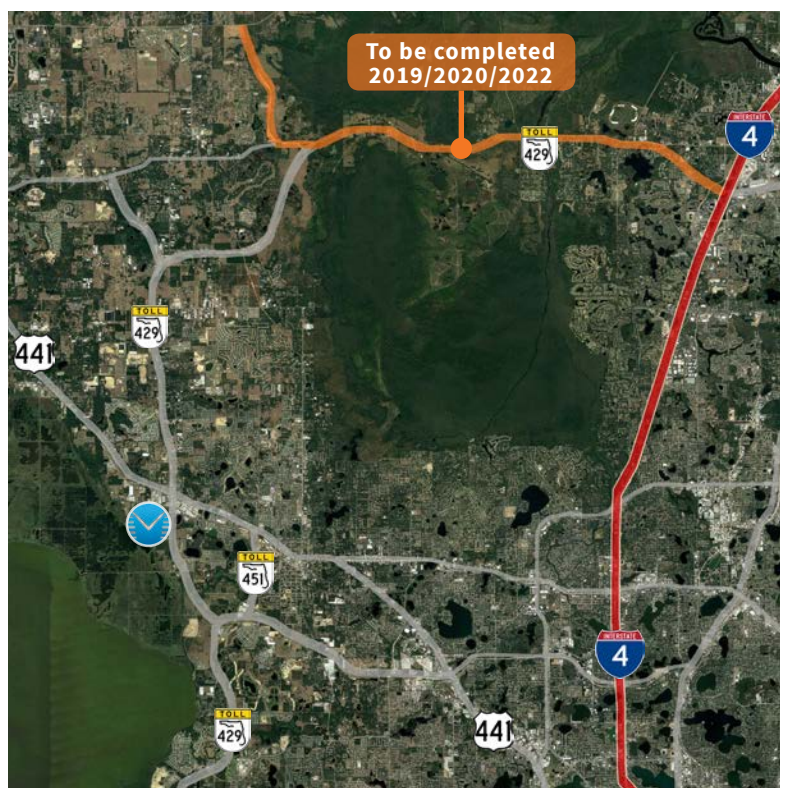 To be completed
2019/2020/2022
INTERSTATE
4
TOLL
429
TOLL
429
441
TOLL
451
INTERSTATE
4
TOLL
429
441